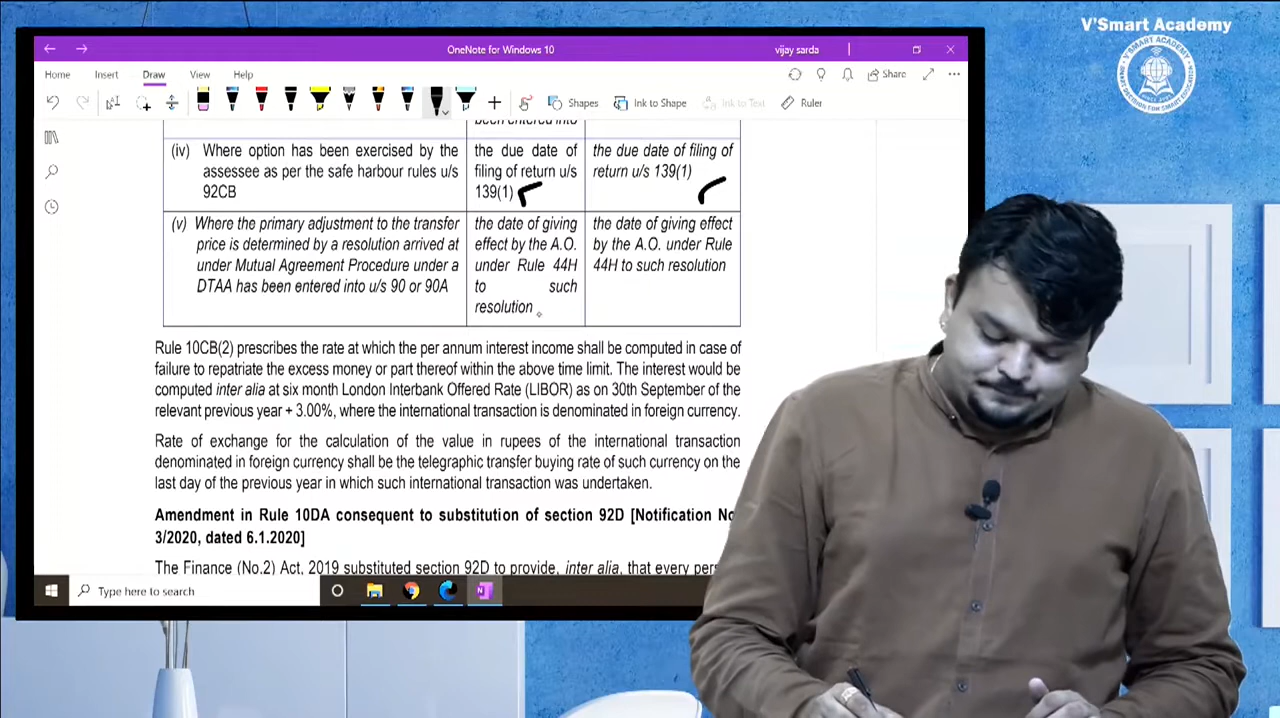 V'Smart Academy
OneNote for Windows 10
vijay sarda
Home Insert Draw View Help
Share
Shapes Ink to Shape Ink to Text Ruler
been entered into
(iv) Where option has been exercised by the assessee as per the safe harbour rules u/s 92CB
the due date of filing of return u/s 139(1)
the due date of filing of return u/s 139(1)
(v) Where the primary adjustment to the transfer price is determined by a resolution arrived at under Mutual Agreement Procedure under a DTAA has been entered into u/s 90 or 90A
the date of giving effect by the A.O. under Rule 44H to such resolution
the date of giving effect by the A.O. under Rule 44H to such resolution
Rule 10CB(2) prescribes the rate at which the per annum interest income shall be computed in case of
failure to repatriate the excess money or part thereof within the above time limit. The interest would be
computed inter alia at six month London Interbank Offered Rate (LIBOR) as on 30th September of the
relevant previous year + 3.00%, where the international transaction is denominated in foreign currency.
Rate of exchange for the calculation of the value in rupees of the international transaction
denominated in foreign currency shall be the telegraphic transfer buying rate of such currency on the
last day of the previous year in which such international transaction was undertaken.
Amendment in Rule 10DA consequent to substitution of section 92D [Notification No
3/2020, dated 6.1.2020]
The Finance (No.2) Act, 2019 substituted section 92D to provide, inter alia, that every
Type here to search